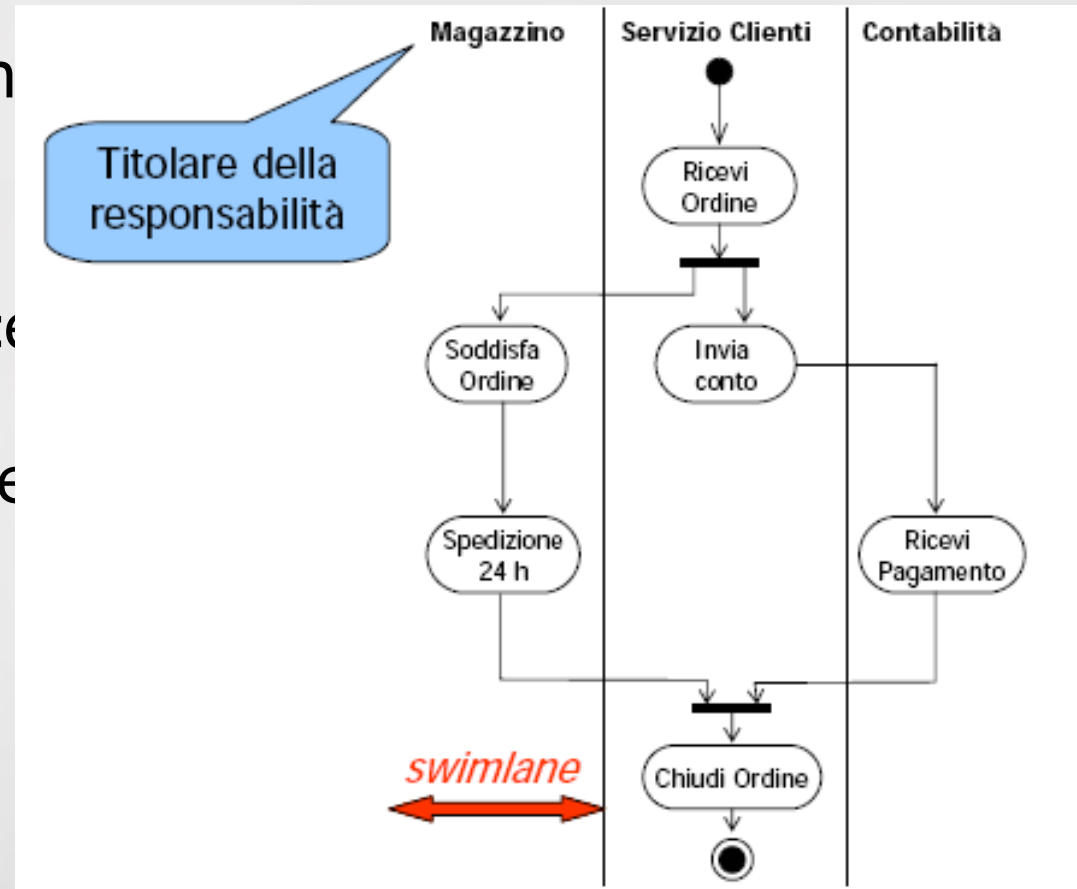 Magazzino
Servizio Clienti
Contabilità
Titolare della
responsabilità
Ricevi
Ordine
Soddisfa
Ordine
Invia
conto
Spedizione
24 h
Ricevi
Pagamento
swimlane
Chiudi Ordine